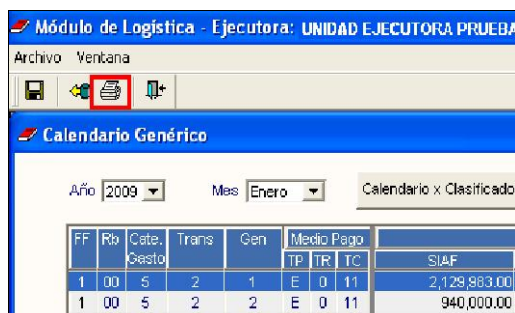 Módulo de Logística - Ejecutora: UNIDAD EJECUTORA PRUEBA
Archivo Ventana
Calendario Genérico
Año 2009 Mes Enero Calendario x Clasificado
FF Rb Cate. Gasto Trans Gen Medio Pago
TP TR TC SIAF
1 00 5 2 1 E 0 11 2,129,983.00
1 00 5 2 2 E 0 11 940,000.00